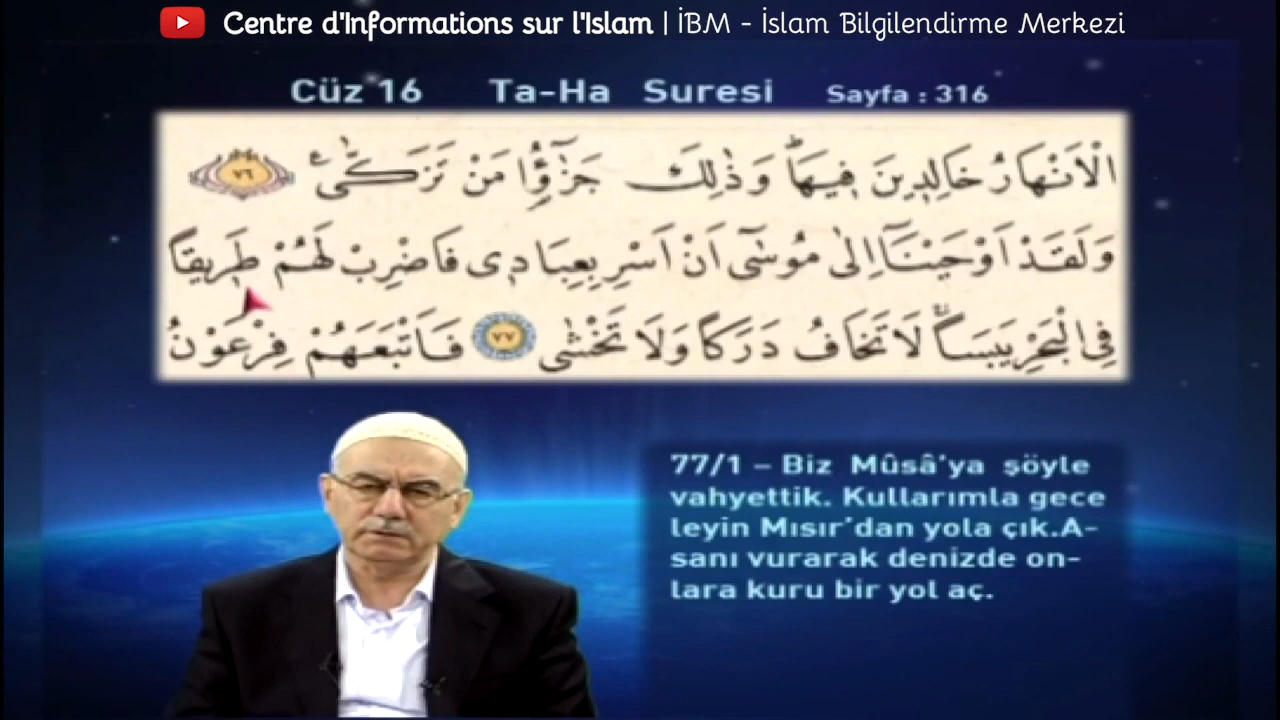 Centre d'Informations sur l'Islam | İBM - İslam Bilgilendirme Merkezi
Cüz 16 Ta-Ha Suresi Sayfa : 316
الْاَنْهَارُ خَالِدِينَ فِيهَاۜ وَذٰلِكَ جَزٰٓؤُ۬ا مَنْ تَزَكّٰىۚ ﴿٧٦﴾
وَلَقَدْ اَوْحَيْنَٓا اِلٰى مُوسٰٓى اَنْ اَسْرِ بِعِبَادِي فَاضْرِبْ لَهُمْ طَرِيقًا
فِي الْبَحْرِ يَبَسًاۙ لَا تَخَافُ دَرَكًا وَلَا تَخْشٰى ﴿٧٧﴾ فَاَتْبَعَهُمْ فِرْعَوْنُ
77/1 – Biz Mûsâ'ya şöyle
vahyettik. Kullarımla gece
leyin Mısır'dan yola çık.A-
sanı vurarak denizde on-
lara kuru bir yol aç.